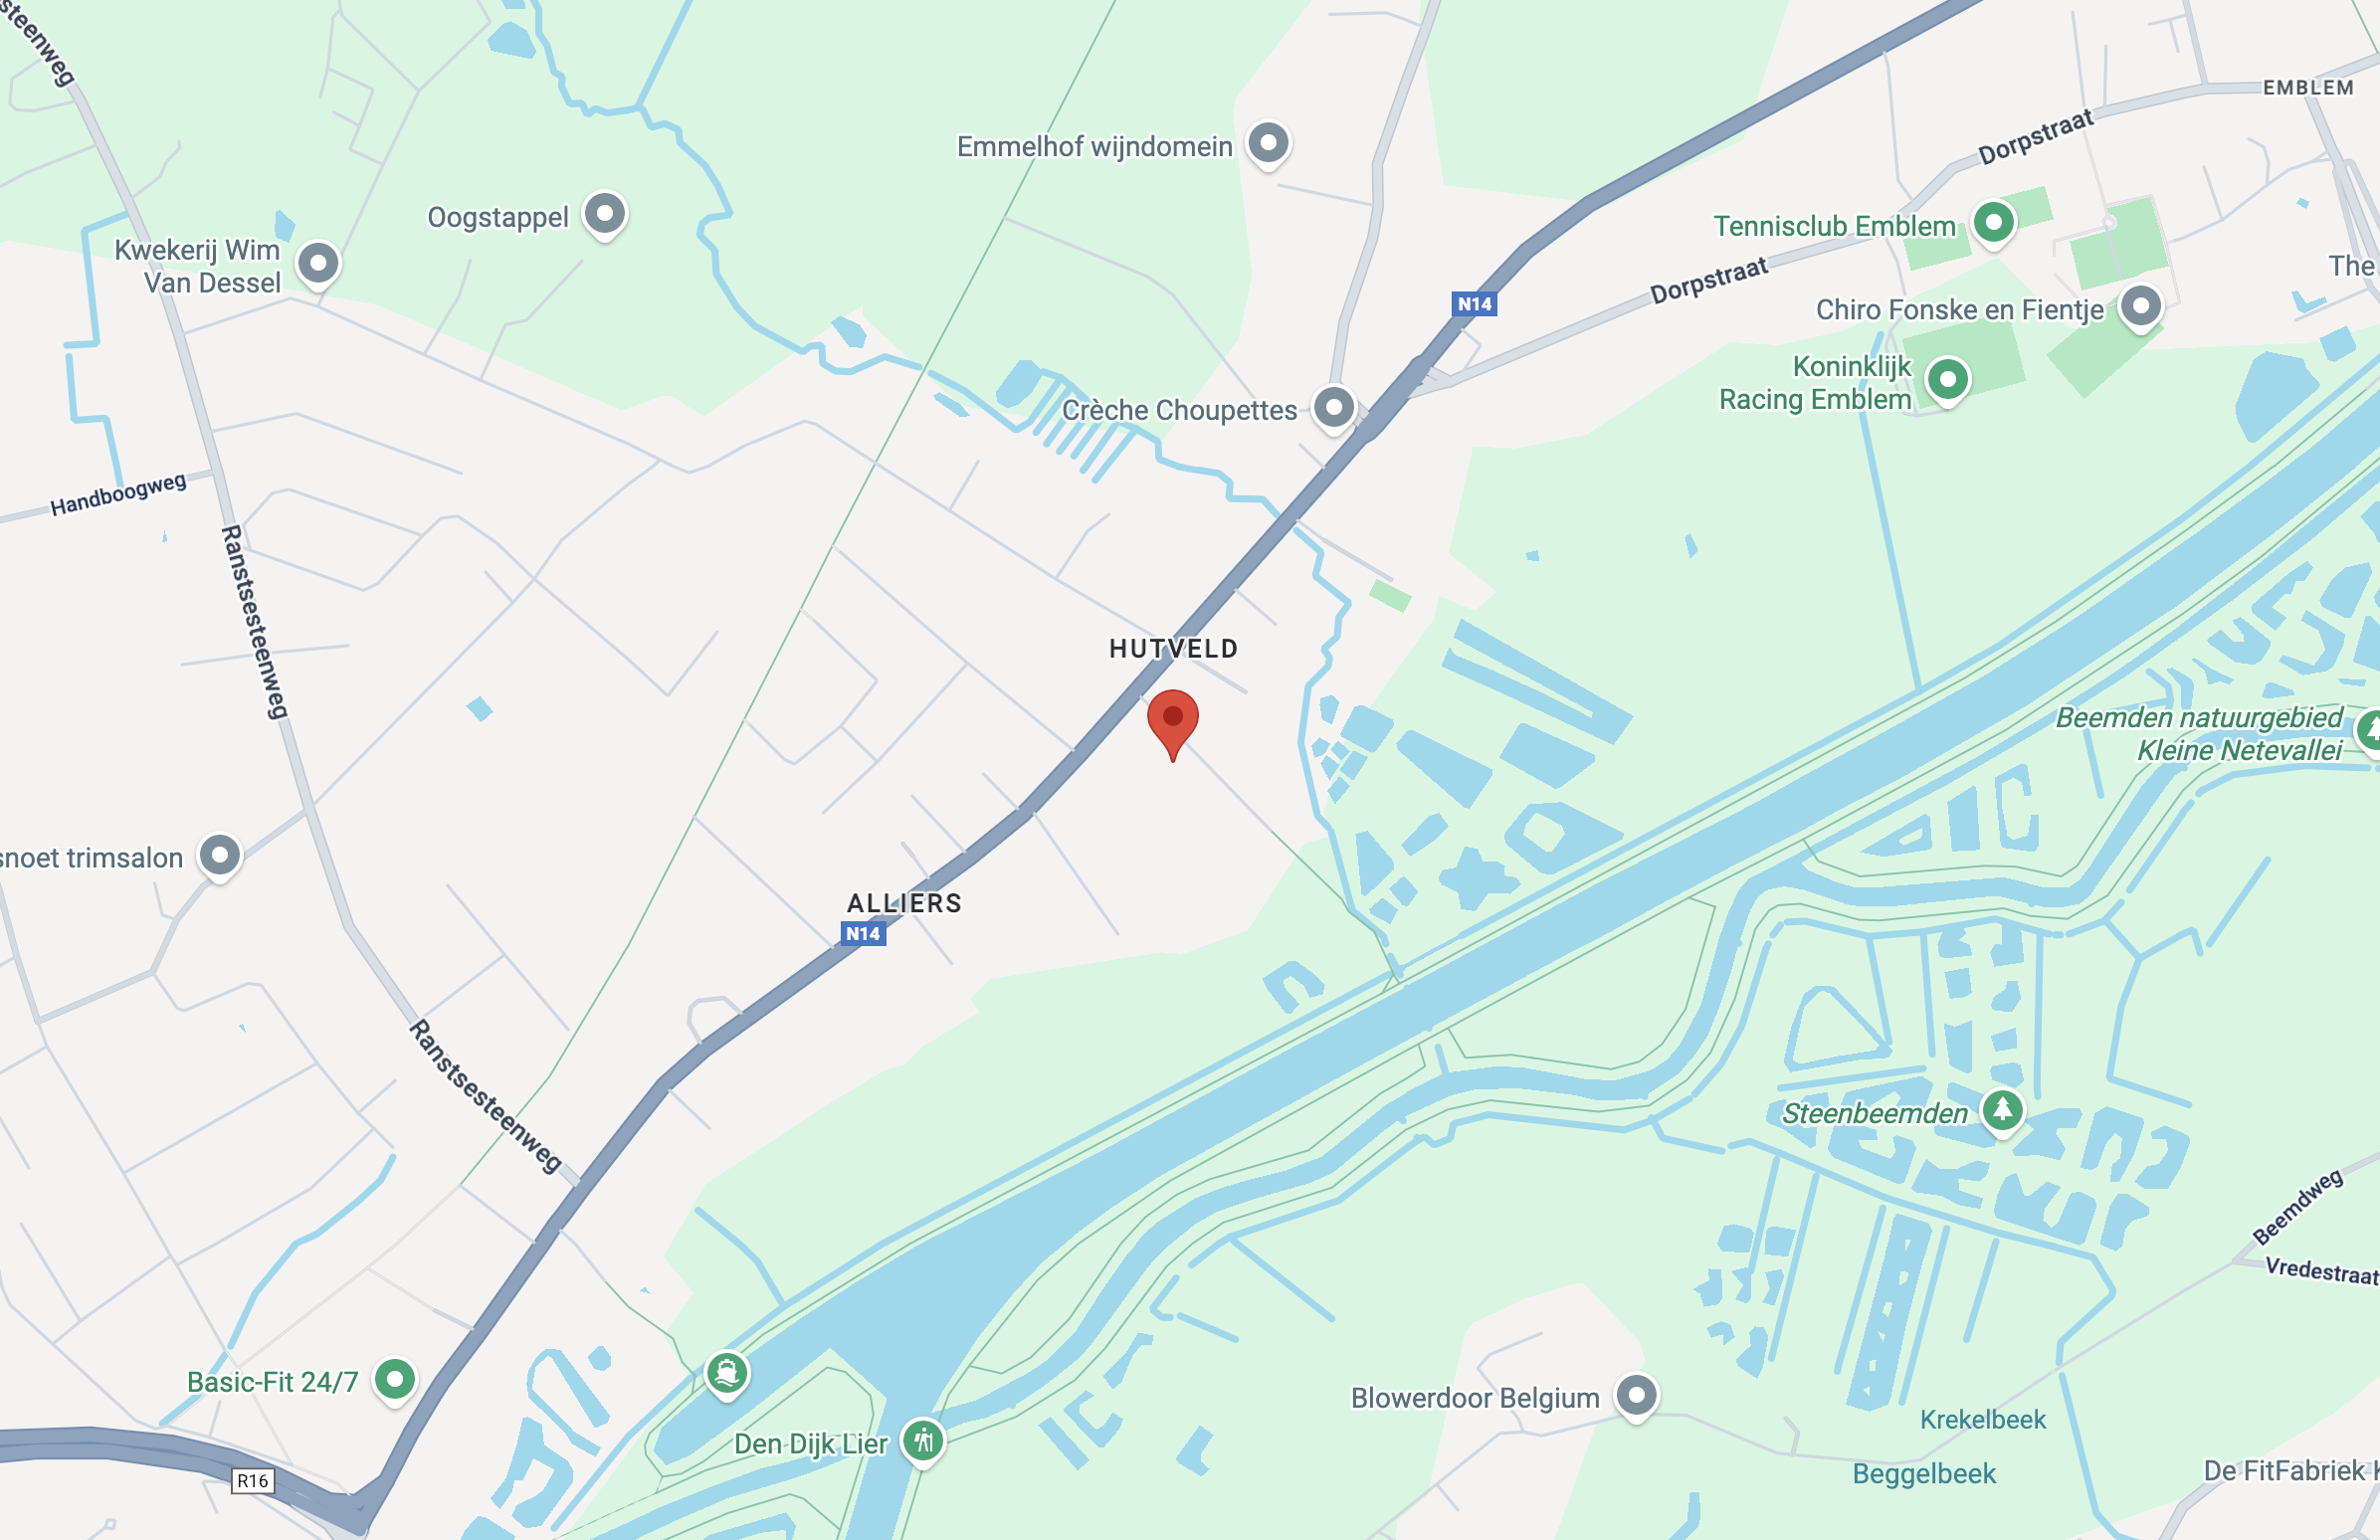 steenweg
EMBLEM
Dorpstraat
Emmelhof wijndomein
Oogstappel
Tennisclub Emblem
Kwekerij Wim
Van Dessel
The
Dorpstraat
N14
Chiro Fonske en Fientje
Koninklijk
Racing Emblem
Crèche Choupettes
Handboogweg
Ranstsesteenweg
HUTVELD
Beemden natuurgebied
Kleine Netevallei
snoet trimsalon
ALLIERS
N14
Ranstsesteenweg
Steenbeemden
Beemdweg
Vredestraat
Basic-Fit 24/7
Blowerdoor Belgium
Krekelbeek
Den Dijk Lier
Beggelbeek
De FitFabriek
R16